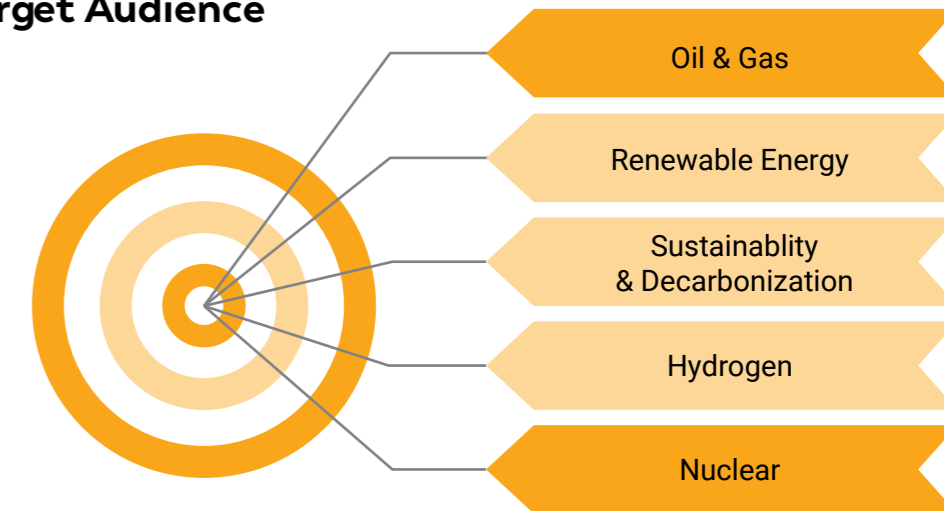 rget Audience
Oil & Gas
Renewable Energy
Sustainablity
& Decarbonization
Hydrogen
Nuclear